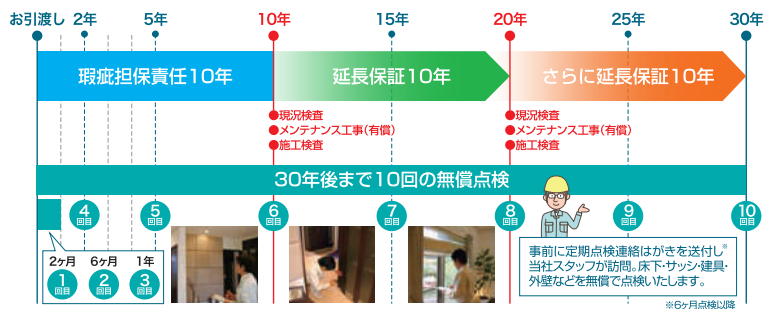 お引渡し 2年 5年 10年 15年 20年 25年 30年
瑕疵担保責任10年 延長保証10年 さらに延長保証10年
現況検査
メンテナンス工事(有償)
施工検査
現況検査
メンテナンス工事(有償)
施工検査
30年後まで10回の無償点検
4回目 5回目 6回目 7回目 8回目 9回目 10回目
2ヶ月 6ヶ月 1年
1回目 2回目 3回目
事前に定期点検連絡はがきを送付し※
当社スタッフが訪問。床下・サッシ・建具・
外壁などを無償で点検いたします。
※6ヶ月点検以降